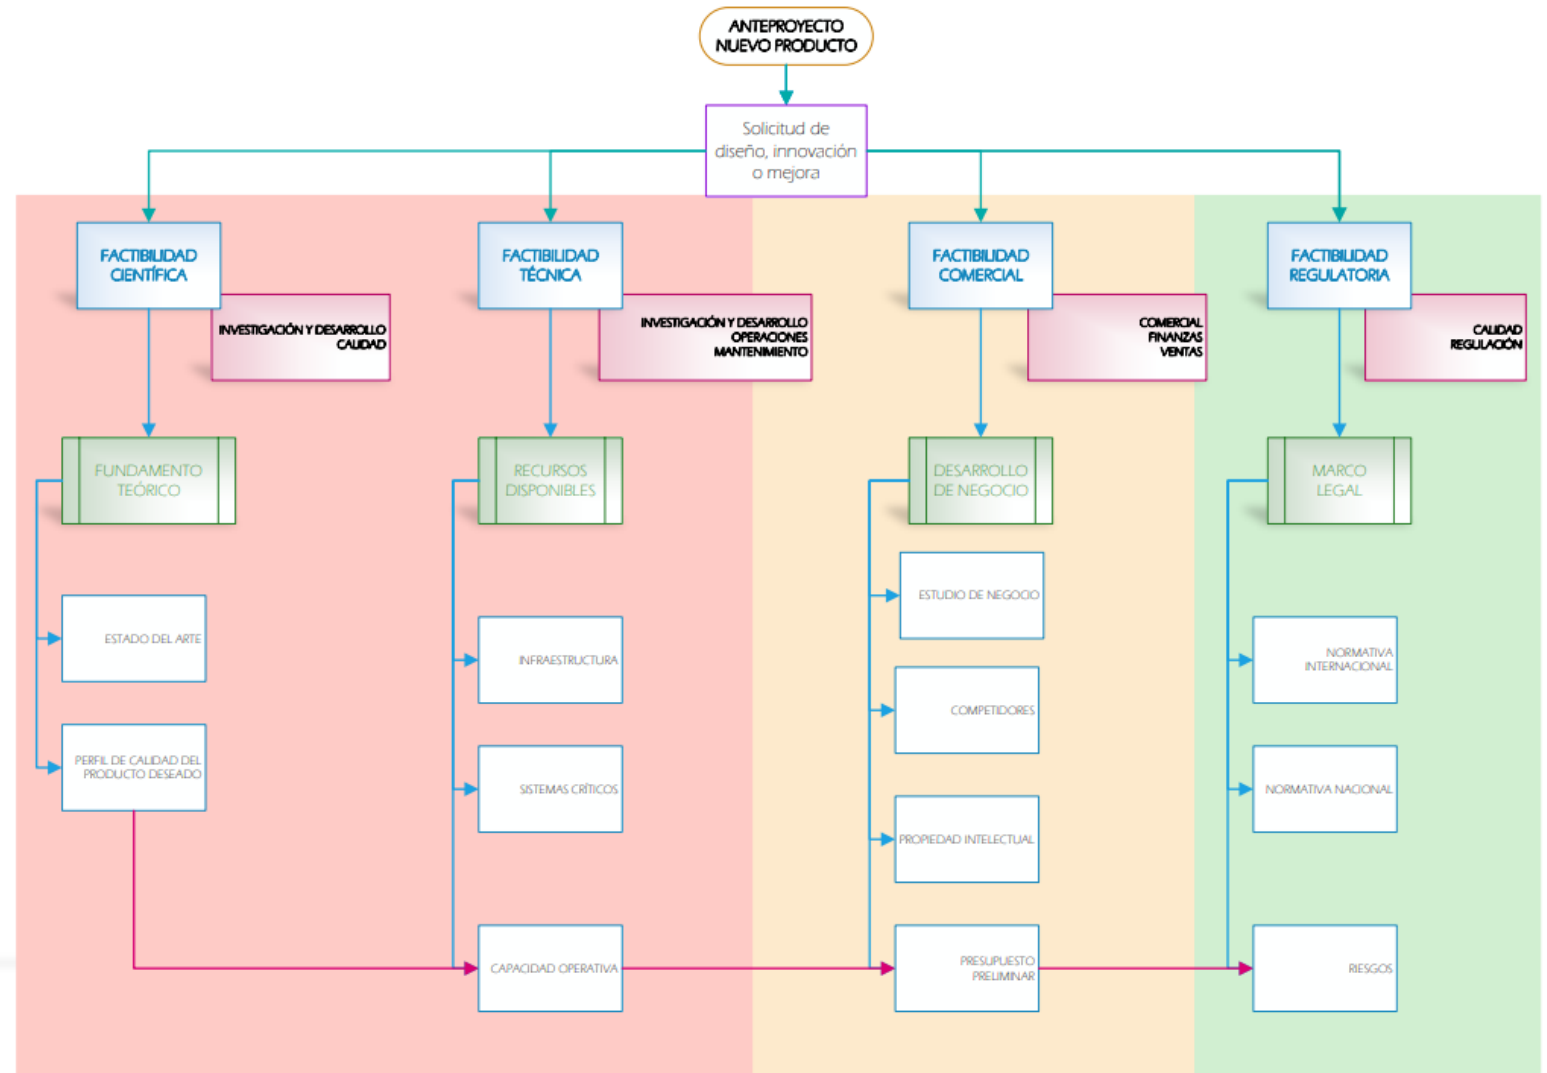 ANTEPROYECTO
NUEVO PRODUCTO
Solicitud de
diseño, innovación
o mejora
FACTIBILIDAD
CIENTÍFICA
INVESTIGACIÓN Y DESARROLLO
CALIDAD
FACTIBILIDAD
TÉCNICA
INVESTIGACIÓN Y DESARROLLO
OPERACIONES
MANTENIMIENTO
FACTIBILIDAD
COMERCIAL
COMERCIAL
FINANZAS
VENTAS
FACTIBILIDAD
REGULATORIA
CALIDAD
REGULACIÓN
FUNDAMENTO
TEÓRICO
RECURSOS
DISPONIBLES
DESARROLLO
DE NEGOCIO
MARCO
LEGAL
ESTADO DEL ARTE
PERFIL DE CALIDAD DEL
PRODUCTO DESEADO
INFRAESTRUCTURA
SISTEMAS CRÍTICOS
CAPACIDAD OPERATIVA
ESTUDIO DE NEGOCIO
COMPETIDORES
PROPIEDAD INTELECTUAL
PRESUPUESTO
PRELIMINAR
NORMATIVA
INTERNACIONAL
NORMATIVA NACIONAL
RIESGOS